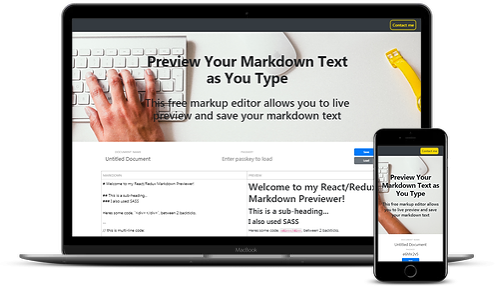 Contact me
Preview Your Markdown Text
as You Type
This free markup editor allows you to live
preview and save your markdown text
Untitled Document
Enter passkey to load
Save
Load
MARKDOWN
PREVIEW
# Welcome to my React/Redux Markdown Previewer!
## This is a sub-heading...
### I also used SASS
Heres some code, `<div></div>`, between 2 backticks.
```
// this is multi-line code:
Welcome to my React/Redux
Markdown Previewer!
This is a sub-heading...
I also used SASS
Heres some code, <div></div>, between 2 backticks.
MacBook
Contact me
Preview Your
Markdown Text as
You Type
This free markup editor allows
you to live preview and save
your markdown text
Untitled Document